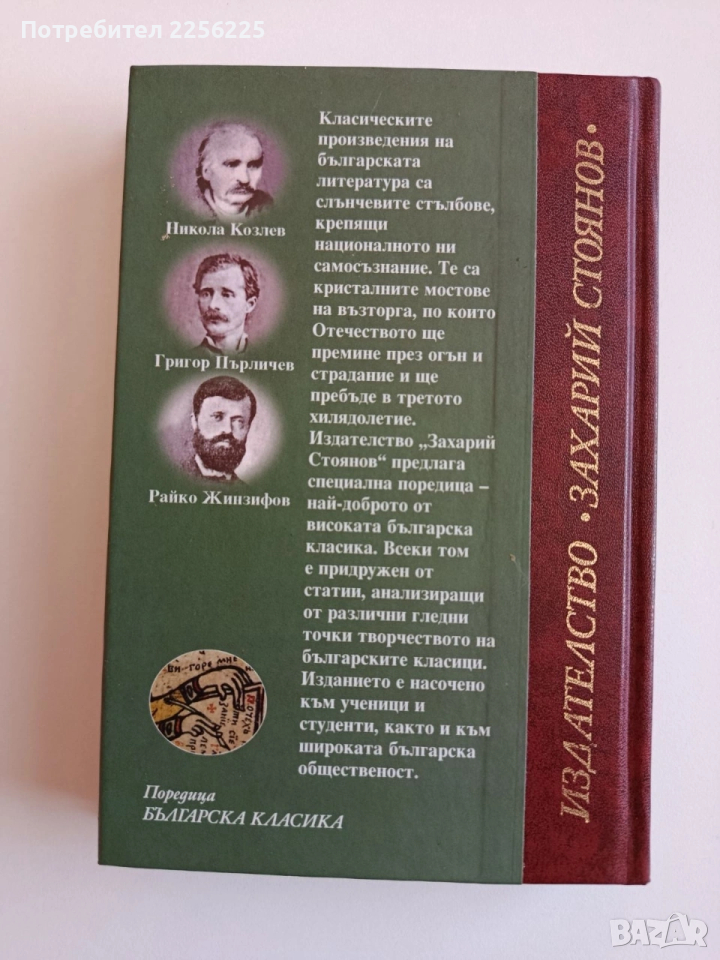 Потребител 2256225
Никола Козлев
Григор Пърличев
Райко Жинзифов
Класическите
произведения на
българската
литература са
слънчевите стълбове,
крепящи
националното ни
самосъзнание. Те са
кристалните мостове
на възторга, по които
Отечеството ще
премине през огън и
страдание и ще
пребъде в третото
хилядолетие.
Издателство „Захарий
Стоянов“ предлага
специална поредица –
най-доброто от
високата българска
класика. Всеки том
е придружен от
статии, анализиращи
от различни гледни
точки творчеството на
българските класици.
Изданието е насочено
към ученици и
студенти, както и към
широката българска
общественост.
Поредица
БЪЛГАРСКА КЛАСИКА
ИЗДАТЕЛСТВО • ЗАХАРИЙ СТОЯНОВ •
BAZAR